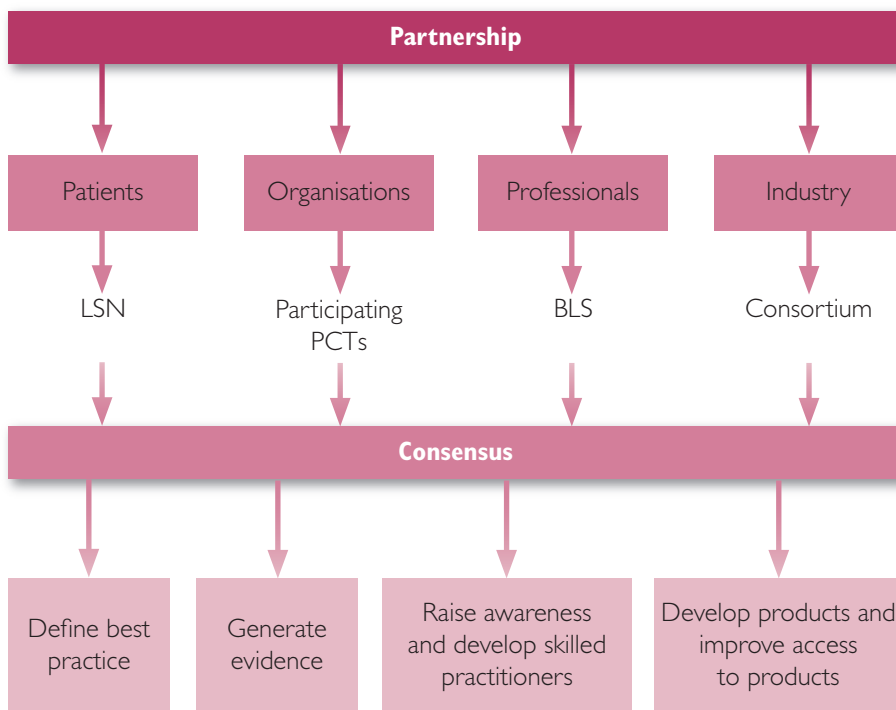 Partnership
Patients
Organisations
Professionals
Industry
LSN
Participating
PCTs
BLS
Consortium
Consensus
Define best
practice
Generate
evidence
Raise awareness
and develop skilled
practitioners
Develop products and
improve access
to products